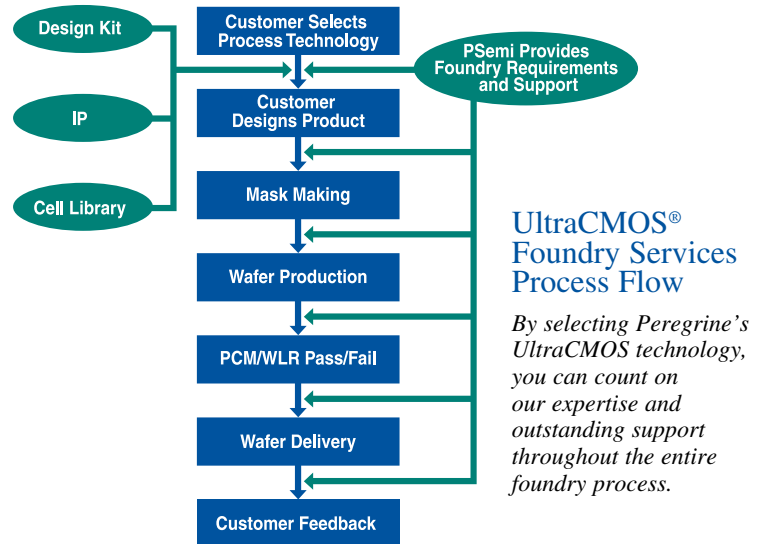 Design Kit
IP
Cell Library
Customer Selects
Process Technology
PSemi Provides
Foundry Requirements
and Support
Customer
Designs Product
Mask Making
Wafer Production
PCM/WLR Pass/Fail
Wafer Delivery
Customer Feedback
UltraCMOS®
Foundry Services
Process Flow
By selecting Peregrine's
UltraCMOS technology,
you can count on
our expertise and
outstanding support
throughout the entire
foundry process.